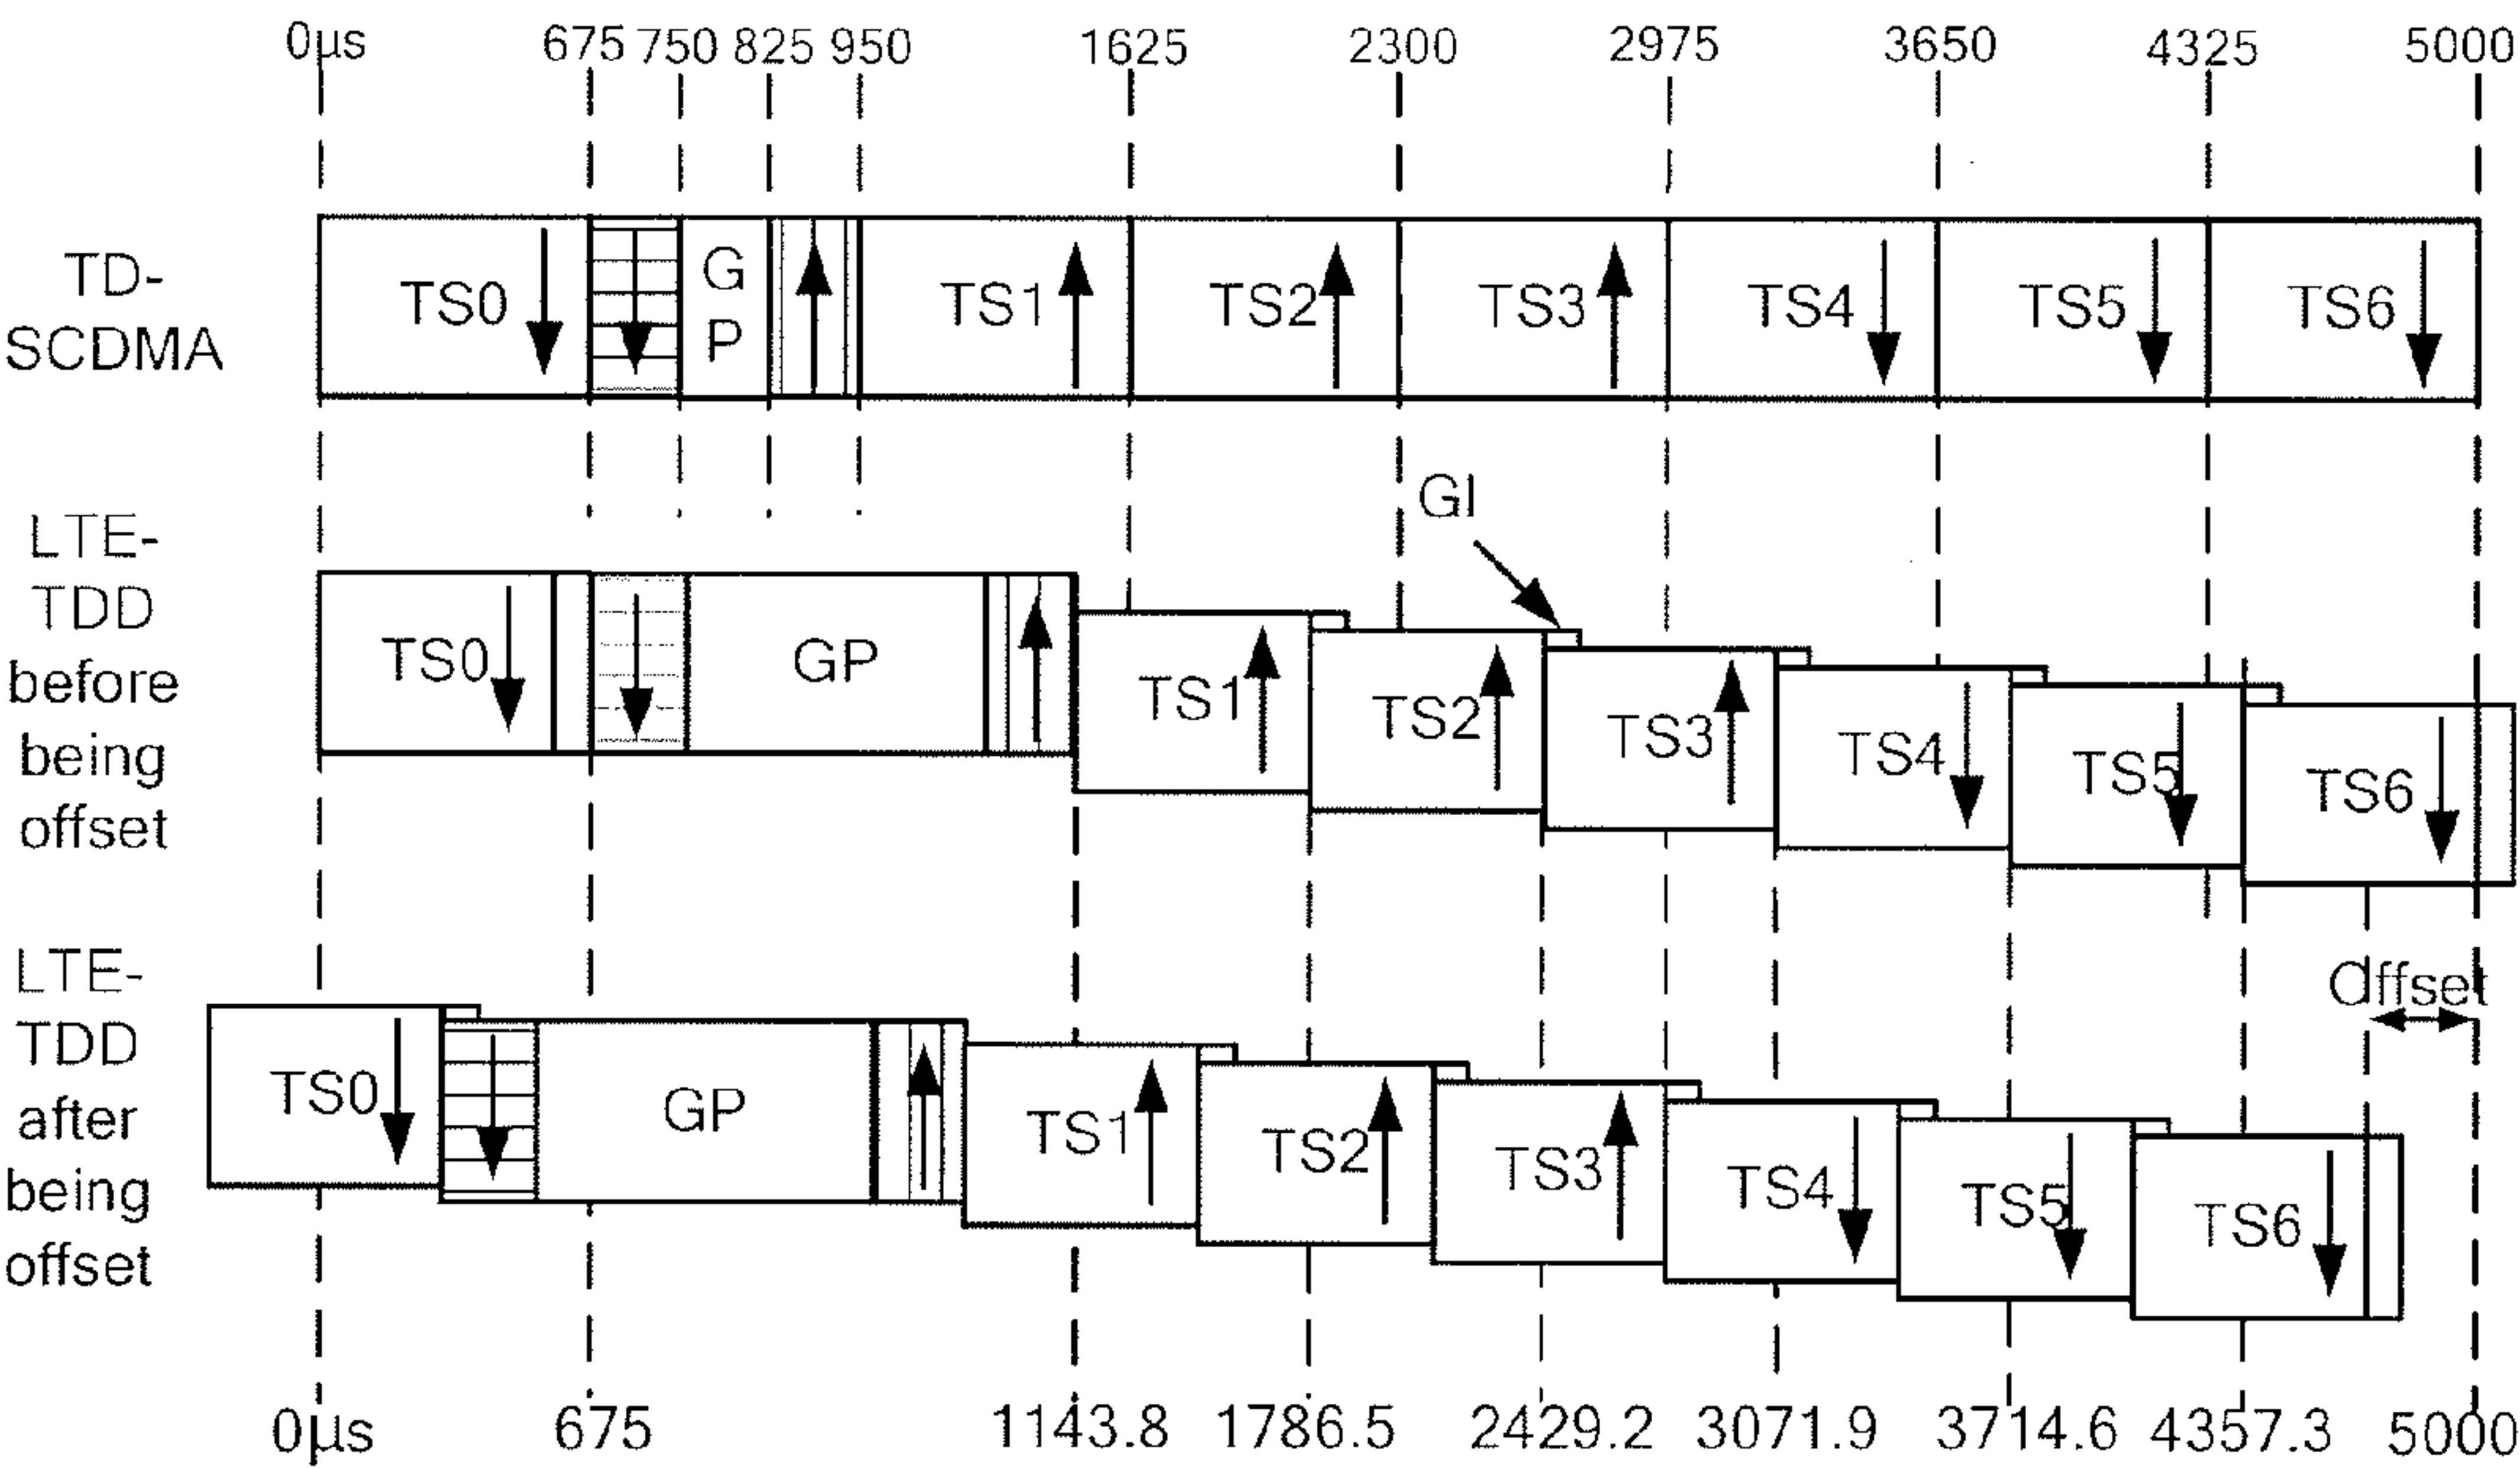 0µs 675 750 825 950 1625 2300 2975 3650 4325 5000
TD-
SCDMA
TS0
G
P
TS1 TS2 TS3 TS4 TS5 TS6
GI
LTE-
TDD
before
being
offset
TS0 GP TS1 TS2 TS3 TS4 TS5 TS6
LTE-
TDD
after
being
offset
Offset
TS0 GP TS1 TS2 TS3 TS4 TS5 TS6
0µs 675 1143.8 1786.5 2429.2 3071.9 3714.6 4357.3 5000